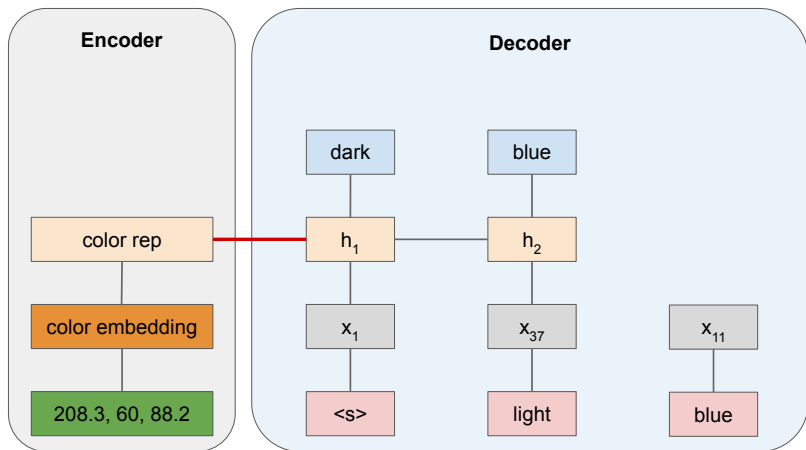 Encoder
Decoder
dark
blue
color rep
h₁
h₂
color embedding
x₁
x₃₇
x₁₁
208.3, 60, 88.2
<s>
light
blue